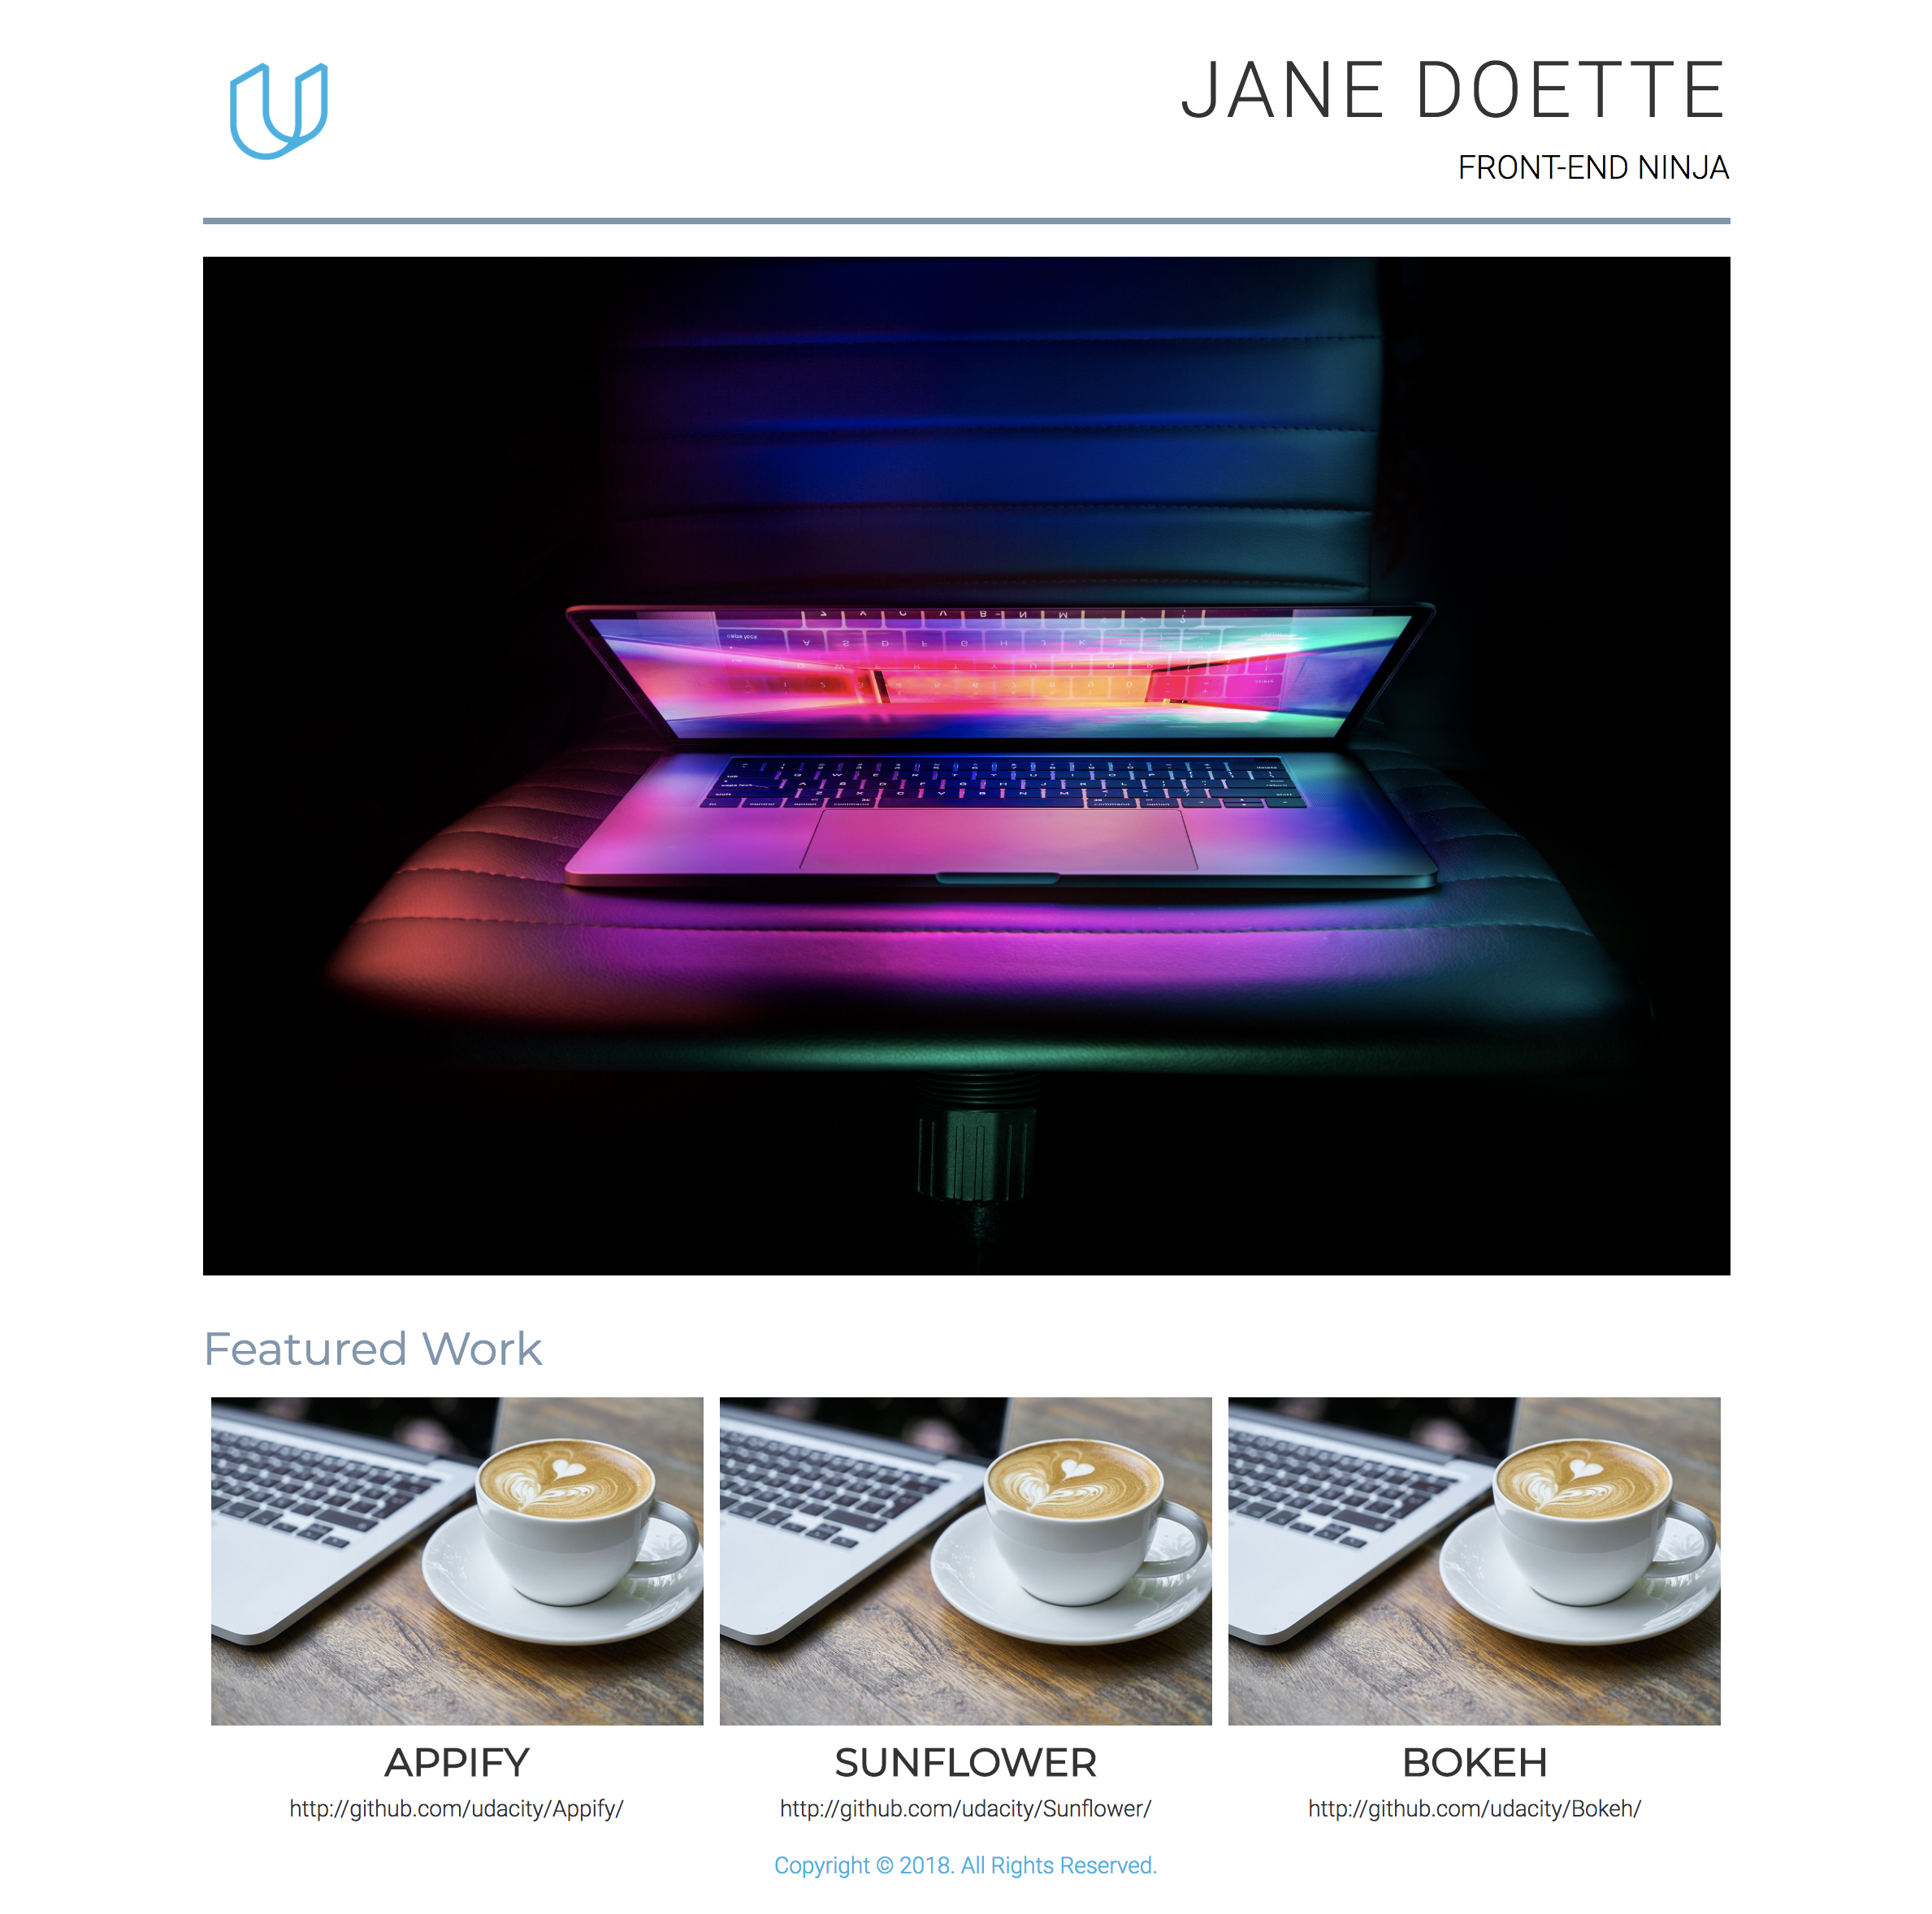 JANE DOETTE
FRONT-END NINJA
Featured Work
APPIFY
SUNFLOWER
BOKEH
http://github.com/udacity/Appify/
http://github.com/udacity/Sunflower/
http://github.com/udacity/Bokeh/
Copyright © 2018. All Rights Reserved.